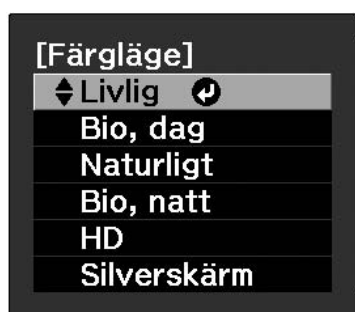 [Färgläge]
Livlig
Bio, dag
Naturligt
Bio, natt
HD
Silverskärm